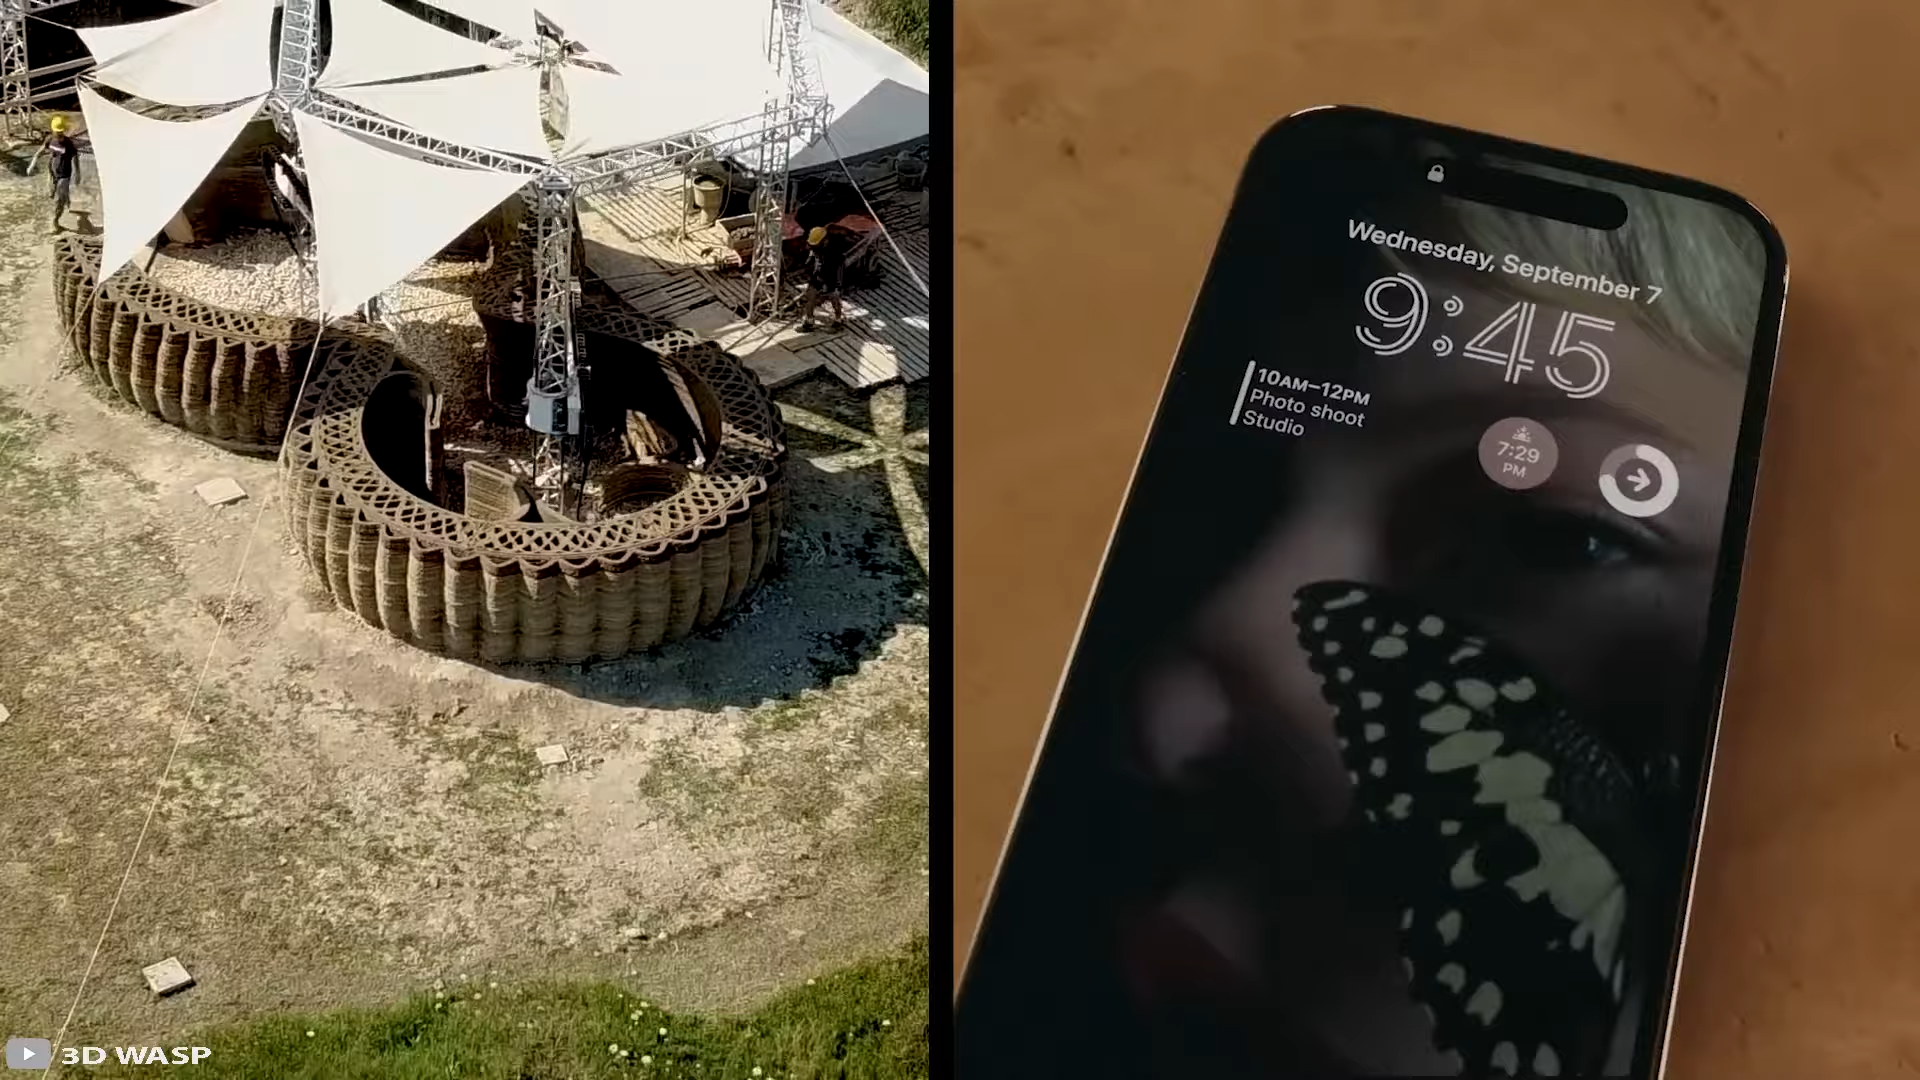 3D WASP
Wednesday, September 7
9:45
10AM–12PM
Photo shoot
Studio
7:29
PM